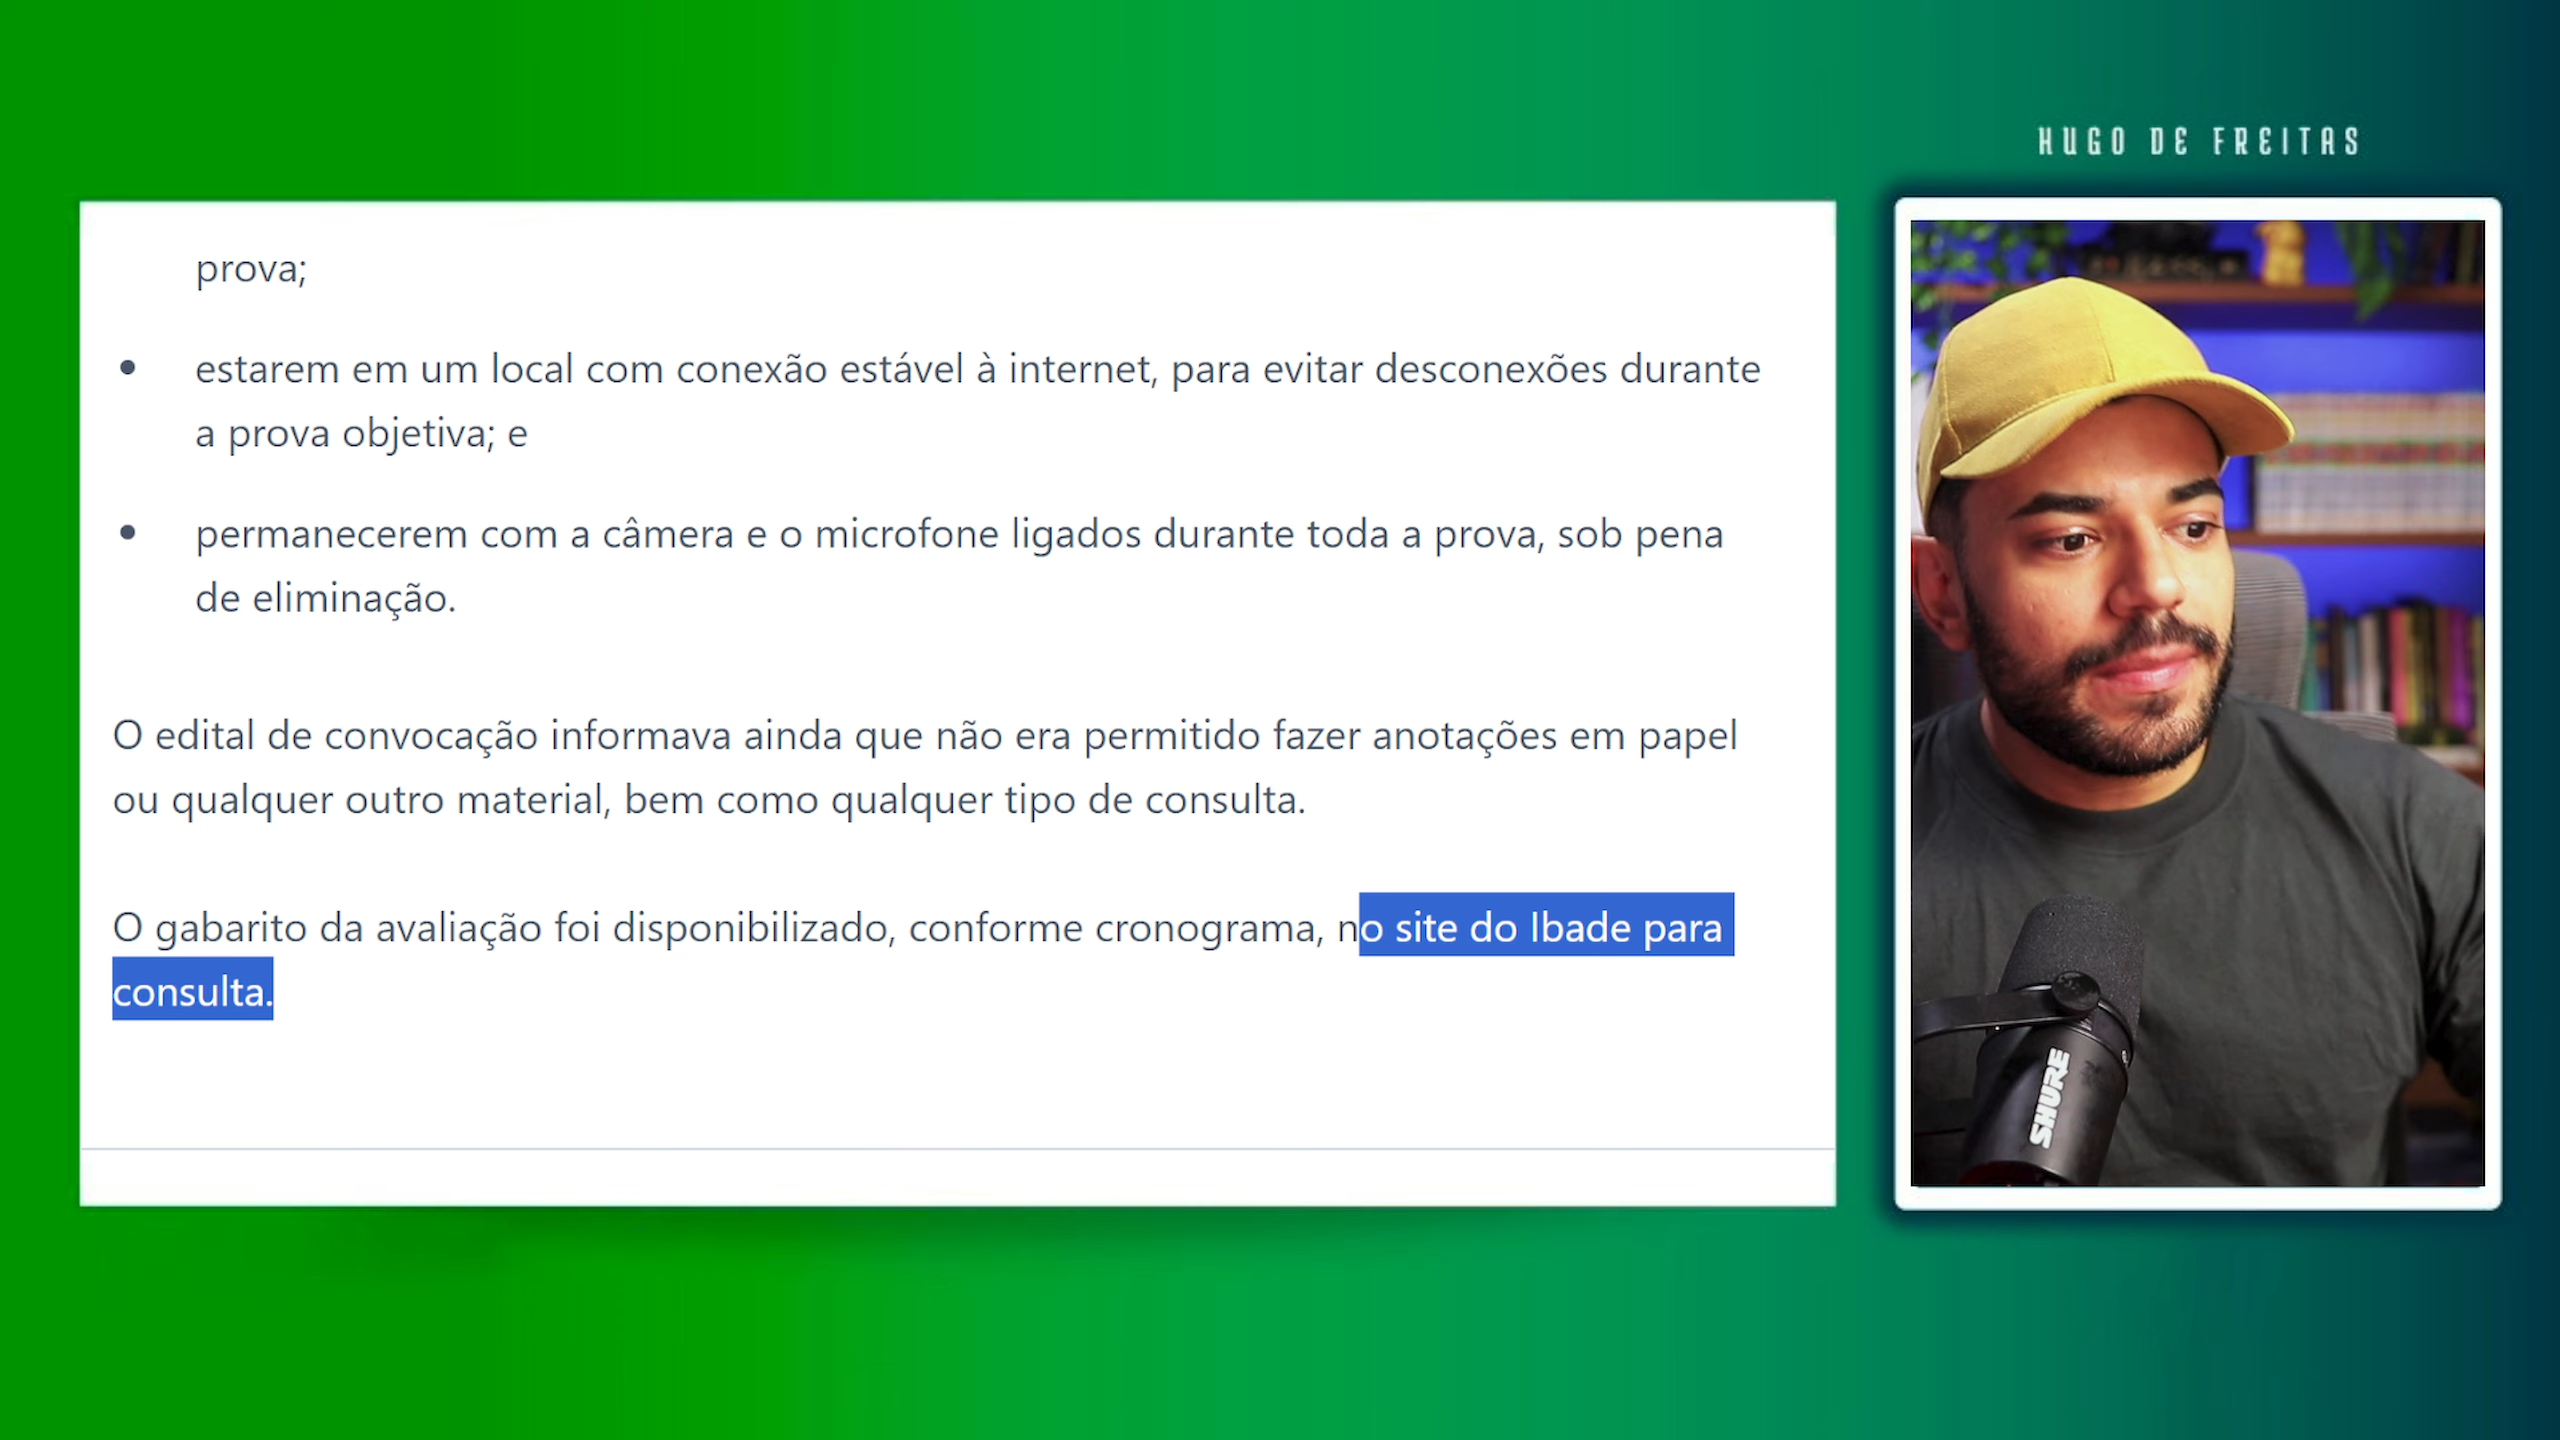 HUGO DE FREITAS
prova;
• estarem em um local com conexão estável à internet, para evitar desconexões durante
a prova objetiva; e
• permanecerem com a câmera e o microfone ligados durante toda a prova, sob pena
de eliminação.
O edital de convocação informava ainda que não era permitido fazer anotações em papel
ou qualquer outro material, bem como qualquer tipo de consulta.
O gabarito da avaliação foi disponibilizado, conforme cronograma, no site do Ibade para
consulta.
SHURE